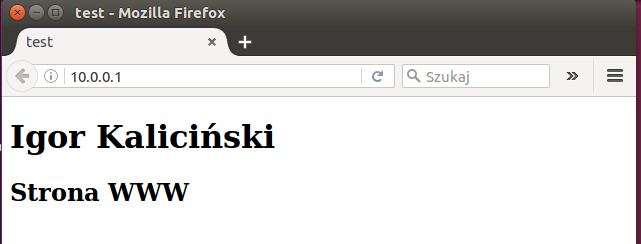 test - Mozilla Firefox
test
10.0.0.1
Szukaj
Igor Kaliciński
Strona WWW